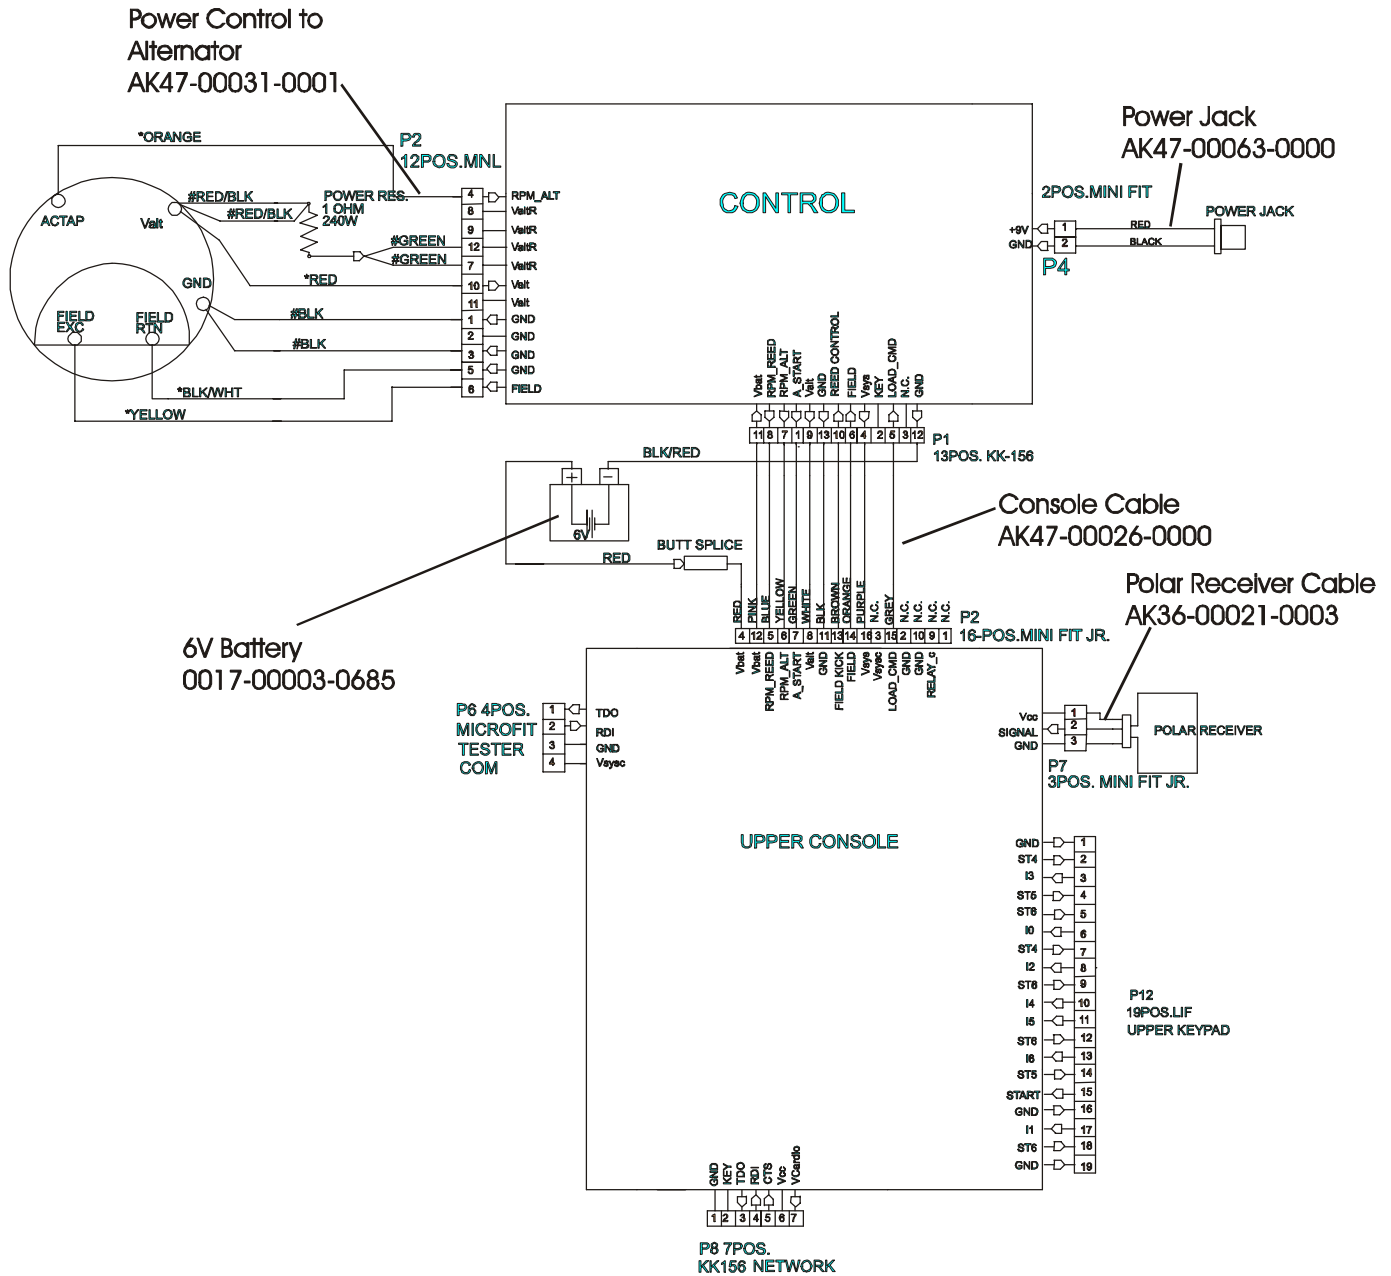 Power Control to
Alternator
AK47-00031-0001
*ORANGE
P2
12POS.MNL
ACTAP
Valt
#RED/BLK
#RED/BLK
POWER RES.
1 OHM
240W
#GREEN
#GREEN
*RED
GND
#BLK
#BLK
FIELD
EXC
FIELD
RTN
*BLK/WHT
*YELLOW
4 RPM_ALT
8 ValtR
9 ValtR
12 ValtR
7 ValtR
10 Valt
11 Valt
1 GND
2 GND
3 GND
5 GND
6 FIELD
CONTROL
Power Jack
AK47-00063-0000
2POS.MINI FIT
+9V 1 RED
GND 2 BLACK
POWER JACK
P4
Vbat
RPM_REED
RPM_ALT
A_START
Valt
GND
REED CONTROL
FIELD
Vsys
KEY
LOAD_CMD
N.C.
GND
11 8 7 1 9 13 10 6 4 2 5 3 12
P1
13POS. KK-156
BLK/RED
+ −
6V
RED
BUTT SPLICE
Console Cable
AK47-00026-0000
6V Battery
0017-00003-0685
RED
PINK
BLUE
YELLOW
GREEN
WHITE
BLK
BROWN
ORANGE
PURPLE
N.C.
GREY
N.C.
N.C.
N.C.
N.C.
4 12 5 6 7 8 11 13 14 16 3 15 2 10 9 1
P2
16-POS.MINI FIT JR.
Vbat
Vbat
RPM_REED
RPM_ALT
A_START
Valt
GND
FIELD KICK
FIELD
Vsys
Vsysc
LOAD_CMD
GND
GND
RELAY_c
Polar Receiver Cable
AK36-00021-0003
P6 4POS.
MICROFIT
TESTER
COM
1 TDO
2 RDI
3 GND
4 Vsysc
Vcc 1
SIGNAL 2
GND 3
POLAR RECEIVER
P7
3POS. MINI FIT JR.
UPPER CONSOLE
GND 1
ST4 2
I3 3
ST5 4
ST6 5
I0 6
ST4 7
I2 8
ST6 9
I4 10
I5 11
ST6 12
I6 13
ST5 14
START 15
GND 16
I1 17
ST6 18
GND 19
P12
19POS.LIF
UPPER KEYPAD
GND
KEY
TDO
RDI
CTS
Vcc
VCardio
1 2 3 4 5 6 7
P8 7POS.
KK156 NETWORK